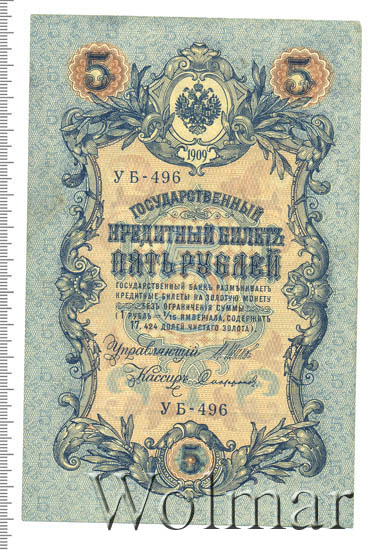 5 5
1909
УБ-496
ГОСУДАРСТВЕННЫЙ
КРЕДИТНЫЙ БИЛЕТЪ
ПЯТЬ РУБЛЕЙ
ГОСУДАРСТВЕННЫЙ БАНКЪ РАЗМѢНИВАЕТЪ
КРЕДИТНЫЕ БИЛЕТЫ НА ЗОЛОТУЮ МОНЕТУ
БЕЗЪ ОГРАНИЧЕНІЯ СУММЫ
(1 РУБЛЬ = 1/15 ИМПЕРІАЛА, СОДЕРЖИТЪ
17,424 ДОЛЕЙ ЧИСТАГО ЗОЛОТА)
Управляющій
Кассиръ
УБ-496
5
Wolmar